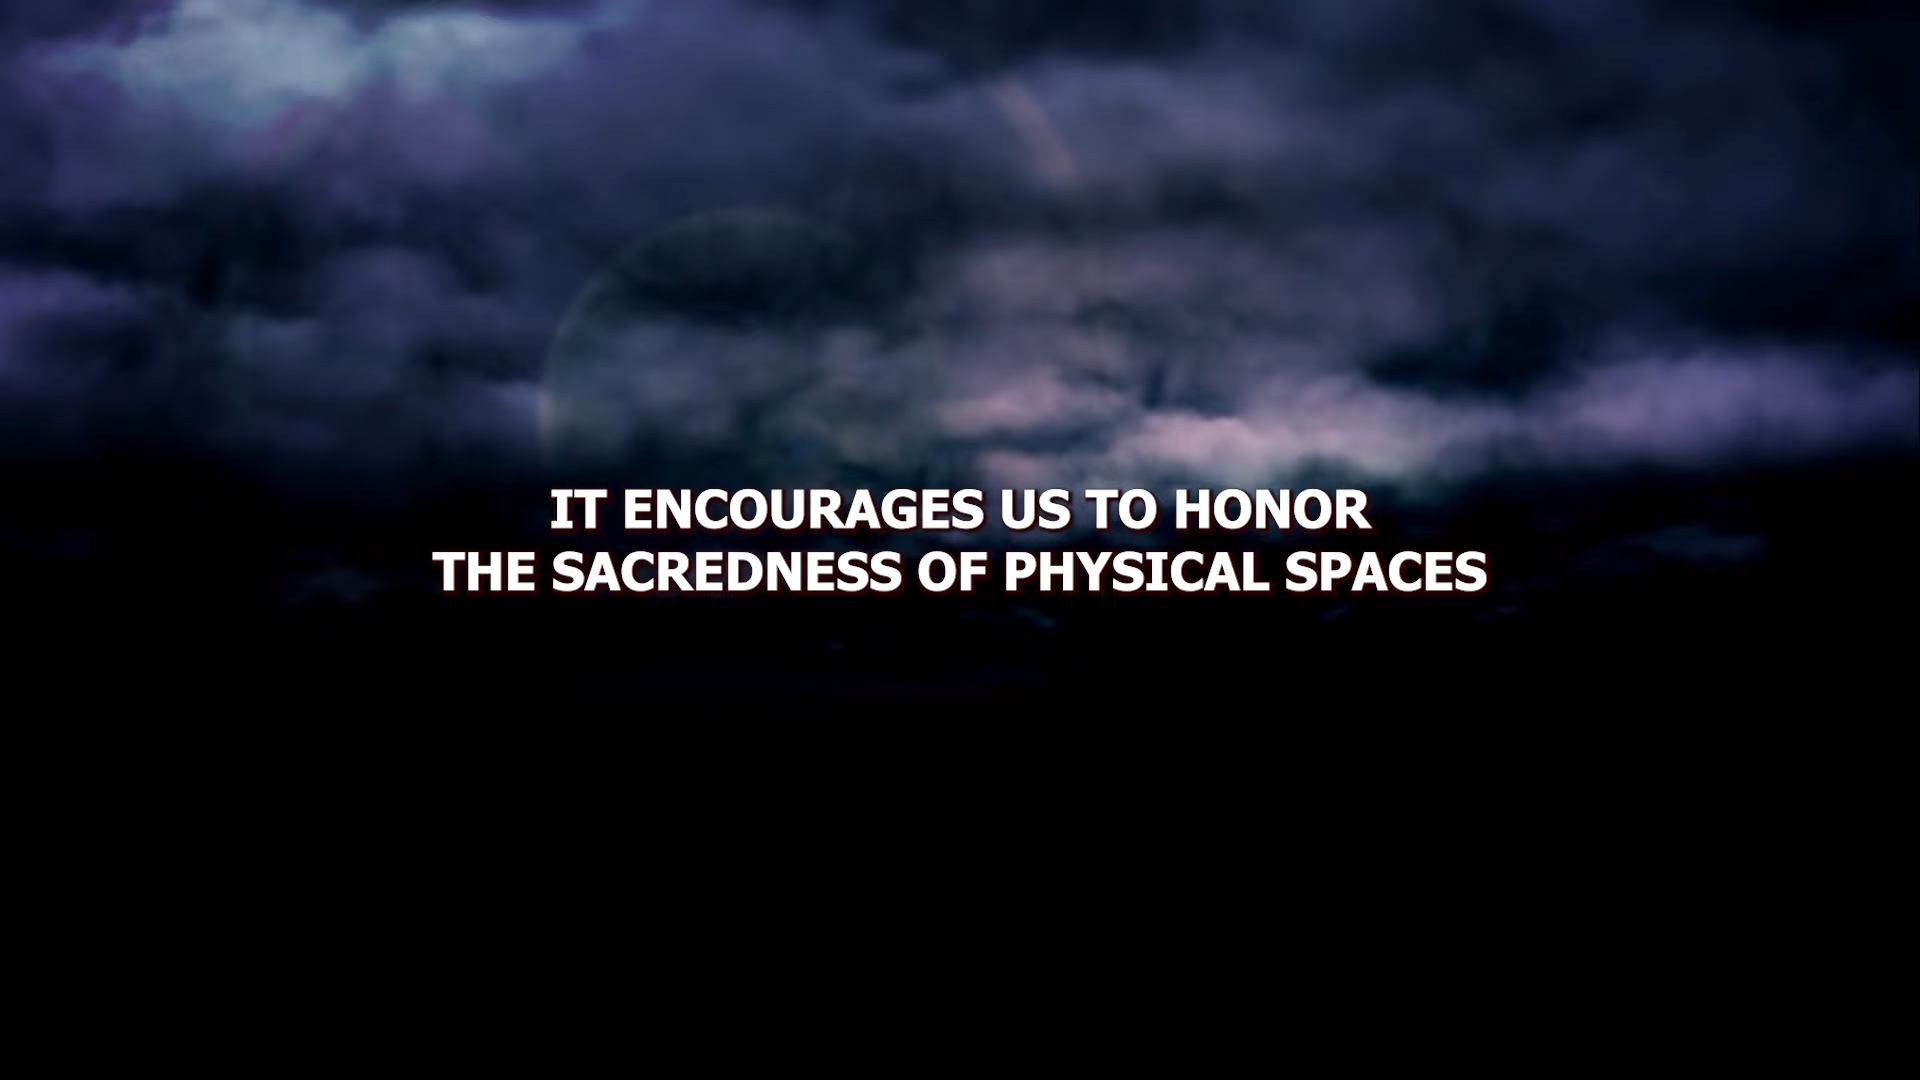 IT ENCOURAGES US TO HONOR
THE SACREDNESS OF PHYSICAL SPACES